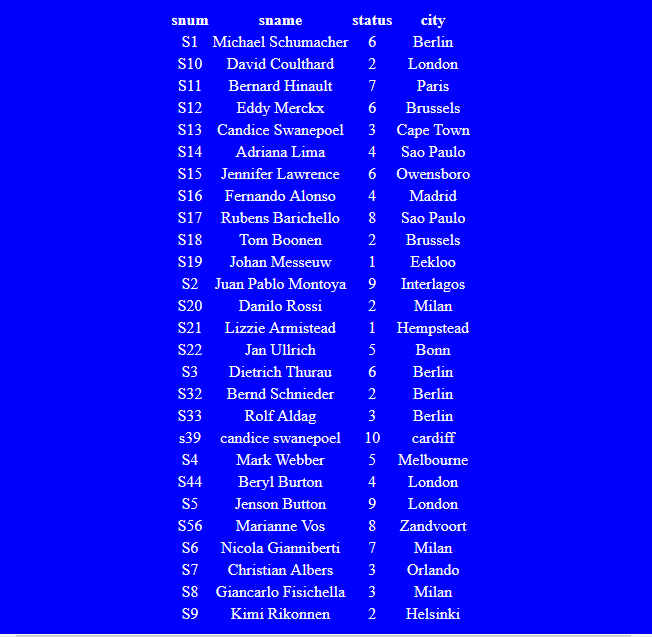 snum sname status city
S1 Michael Schumacher 6 Berlin
S10 David Coulthard 2 London
S11 Bernard Hinault 7 Paris
S12 Eddy Merckx 6 Brussels
S13 Candice Swanepoel 3 Cape Town
S14 Adriana Lima 4 Sao Paulo
S15 Jennifer Lawrence 6 Owensboro
S16 Fernando Alonso 4 Madrid
S17 Rubens Barichello 8 Sao Paulo
S18 Tom Boonen 2 Brussels
S19 Johan Messeuw 1 Eekloo
S2 Juan Pablo Montoya 9 Interlagos
S20 Danilo Rossi 2 Milan
S21 Lizzie Armistead 1 Hempstead
S22 Jan Ullrich 5 Bonn
S3 Dietrich Thurau 6 Berlin
S32 Bernd Schnieder 2 Berlin
S33 Rolf Aldag 3 Berlin
s39 candice swanepoel 10 cardiff
S4 Mark Webber 5 Melbourne
S44 Beryl Burton 4 London
S5 Jenson Button 9 London
S56 Marianne Vos 8 Zandvoort
S6 Nicola Gianniberti 7 Milan
S7 Christian Albers 3 Orlando
S8 Giancarlo Fisichella 3 Milan
S9 Kimi Rikonnen 2 Helsinki